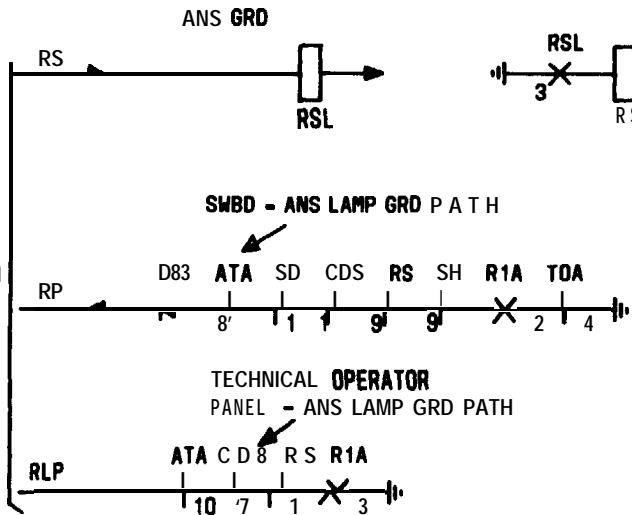 ANS GRD
RS
RSL
RSL
3
RS
SWBD - ANS LAMP GRD PATH
D83 ATA SD CDS RS SH R1A TOA
RP
8' 1 1 9 9 2 4
TECHNICAL OPERATOR
PANEL - ANS LAMP GRD PATH
ATA CD8 RS R1A
RLP
10 '7 1 3